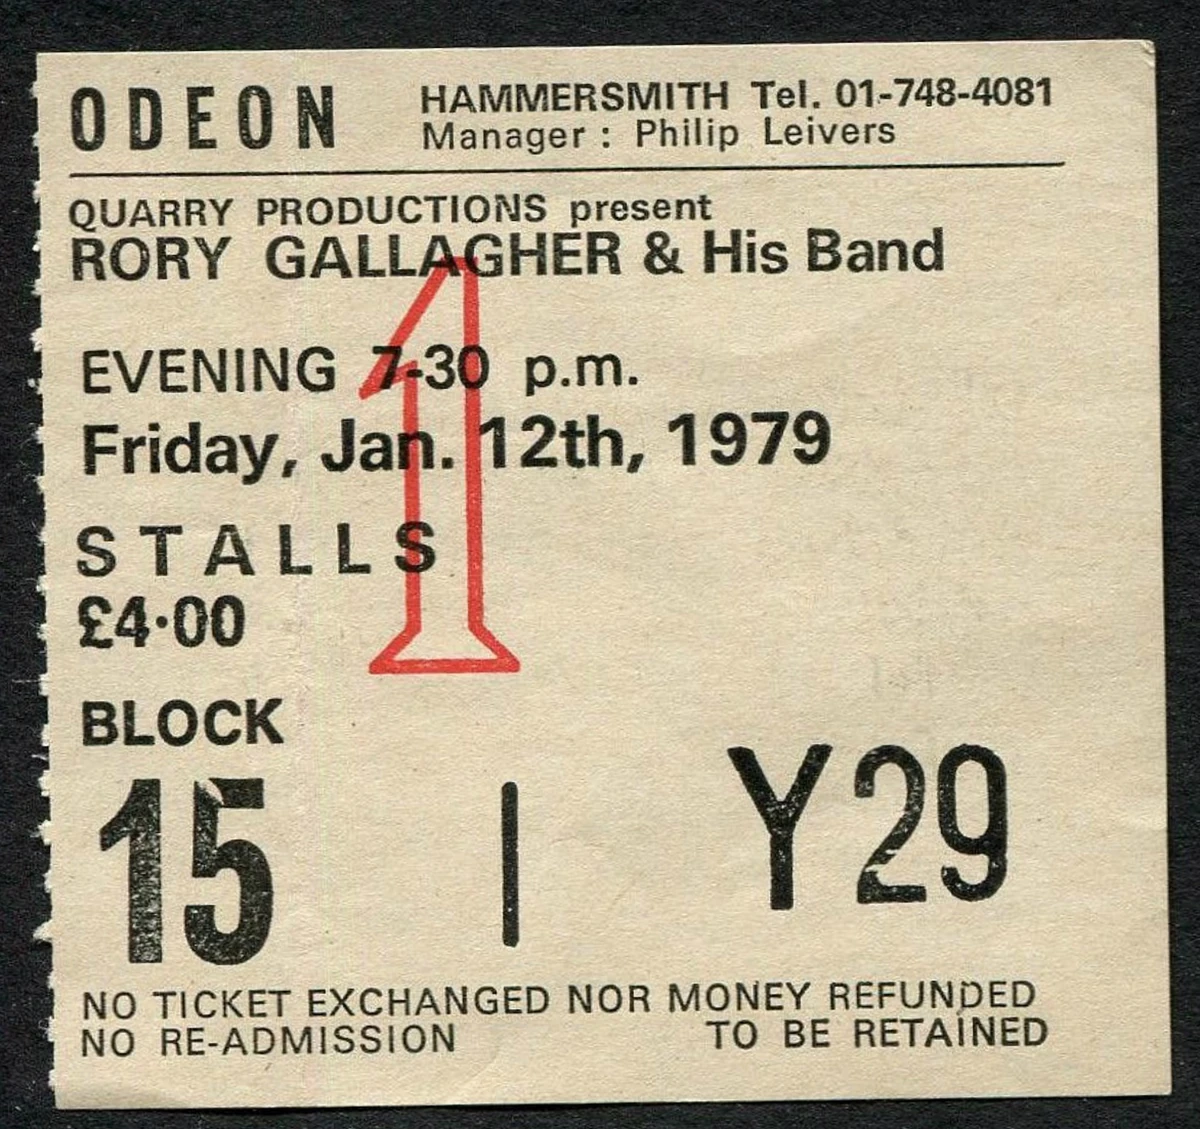 ODEON HAMMERSMITH Tel. 01-748-4081
Manager : Philip Leivers
QUARRY PRODUCTIONS present
RORY GALLAGHER & His Band
EVENING 7-30 p.m.
Friday, Jan. 12th, 1979
STALLS
£4·00
1
BLOCK
15 | Y29
NO TICKET EXCHANGED NOR MONEY REFUNDED
NO RE-ADMISSION TO BE RETAINED